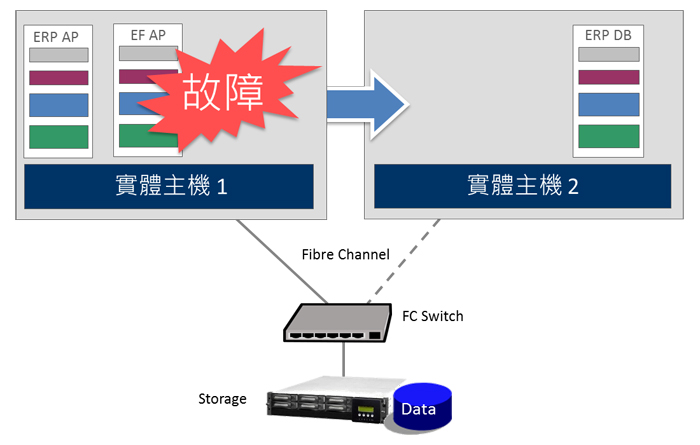 ERP AP
EF AP
故障
ERP DB
實體主機 1
實體主機 2
Fibre Channel
FC Switch
Storage
Data